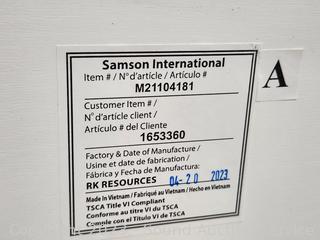 Samson International
Item # / N° d'article / Artículo #
M21104181
A
Customer Item # /
N° d'article client /
Artículo # del Cliente
1653360
Factory & Date of Manufacture /
Usine et date de fabrication /
Fábrica y Fecha de Manufactura:
RK RESOURCES 04-20 2023
Made in Vietnam / Fabriqué au Vietnam / Hecho en Vietnam
TSCA Title VI Compliant
Conforme au titre VI du TSCA
Cumple con el Título VI de TSCA